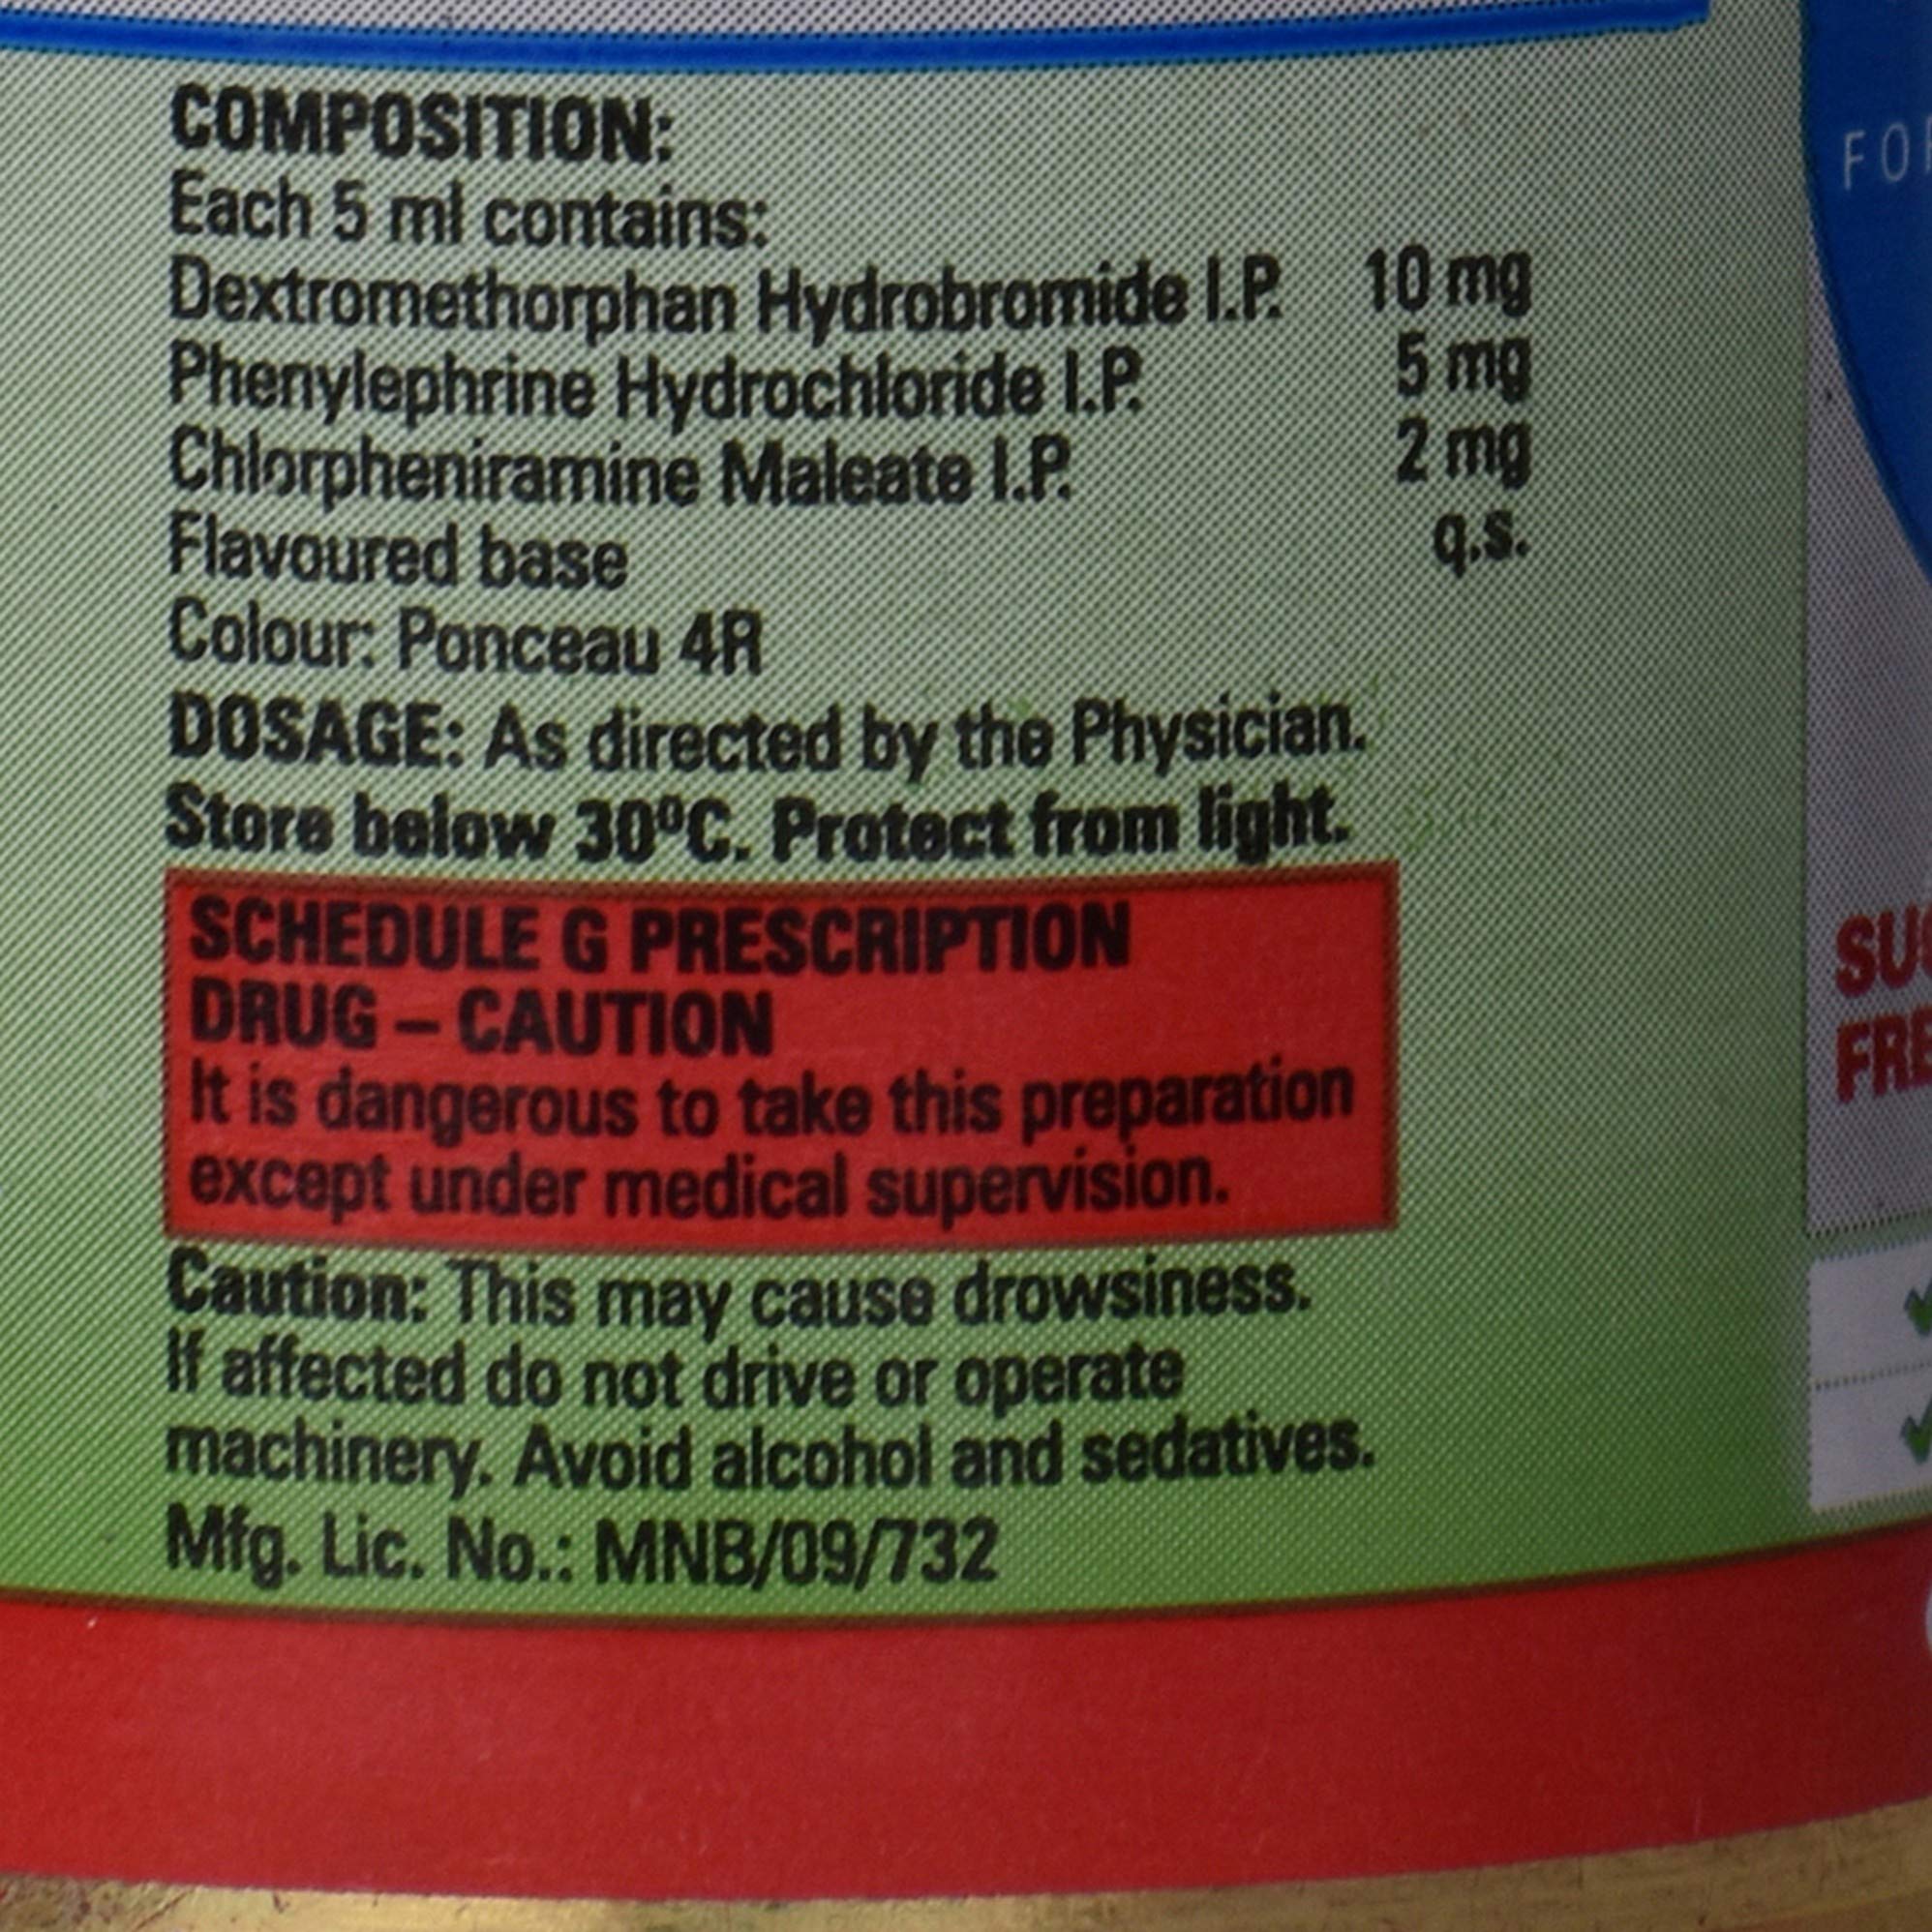 COMPOSITION:
Each 5 ml contains:
Dextromethorphan Hydrobromide I.P. 10 mg
Phenylephrine Hydrochloride I.P. 5 mg
Chlorpheniramine Maleate I.P. 2 mg
Flavoured base q.s.
Colour: Ponceau 4R
DOSAGE: As directed by the Physician.
Store below 30ºC. Protect from light.
SCHEDULE G PRESCRIPTION
DRUG – CAUTION
It is dangerous to take this preparation
except under medical supervision.
Caution: This may cause drowsiness.
If affected do not drive or operate
machinery. Avoid alcohol and sedatives.
Mfg. Lic. No.: MNB/09/732